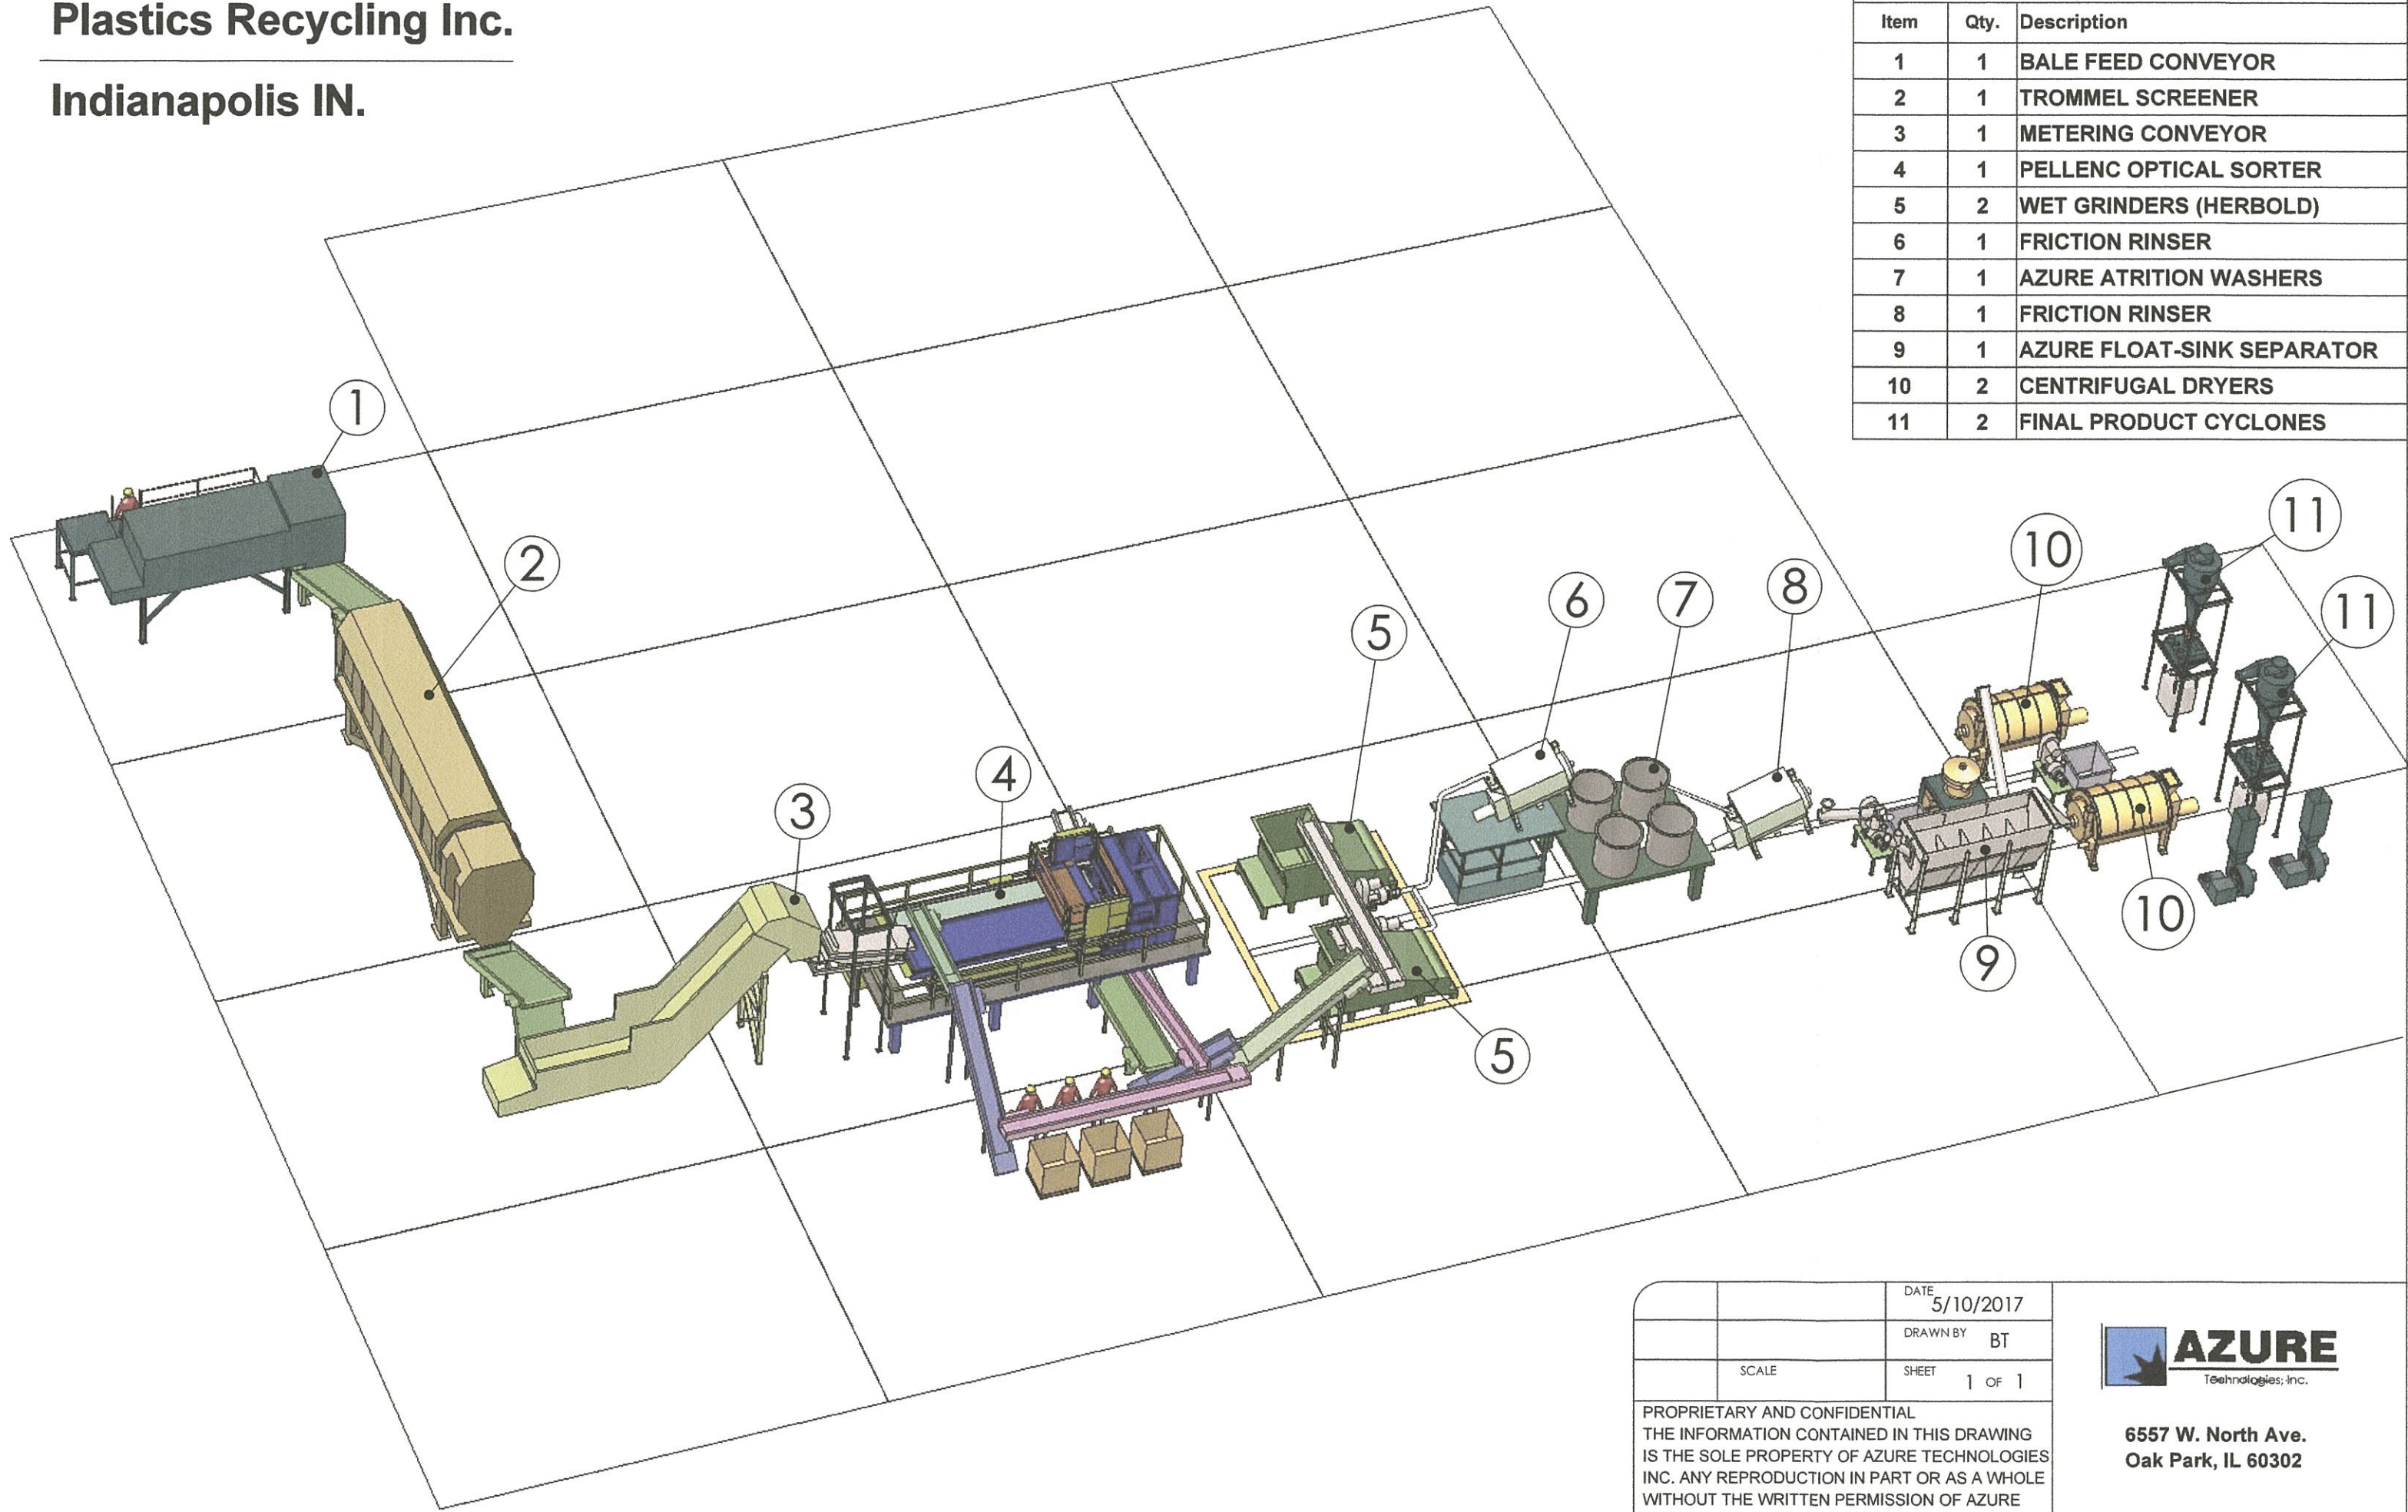 Plastics Recycling Inc.
Indianapolis IN.
Item Qty. Description
1 1 BALE FEED CONVEYOR
2 1 TROMMEL SCREENER
3 1 METERING CONVEYOR
4 1 PELLENC OPTICAL SORTER
5 2 WET GRINDERS (HERBOLD)
6 1 FRICTION RINSER
7 1 AZURE ATRITION WASHERS
8 1 FRICTION RINSER
9 1 AZURE FLOAT-SINK SEPARATOR
10 2 CENTRIFUGAL DRYERS
11 2 FINAL PRODUCT CYCLONES
1
2
3
4
5
5
6
7
8
9
10
10
11
11
DATE 5/10/2017
DRAWN BY BT
SCALE
SHEET 1 OF 1
PROPRIETARY AND CONFIDENTIAL
THE INFORMATION CONTAINED IN THIS DRAWING
IS THE SOLE PROPERTY OF AZURE TECHNOLOGIES
INC. ANY REPRODUCTION IN PART OR AS A WHOLE
WITHOUT THE WRITTEN PERMISSION OF AZURE
AZURE
Technologies, Inc.
6557 W. North Ave.
Oak Park, IL 60302